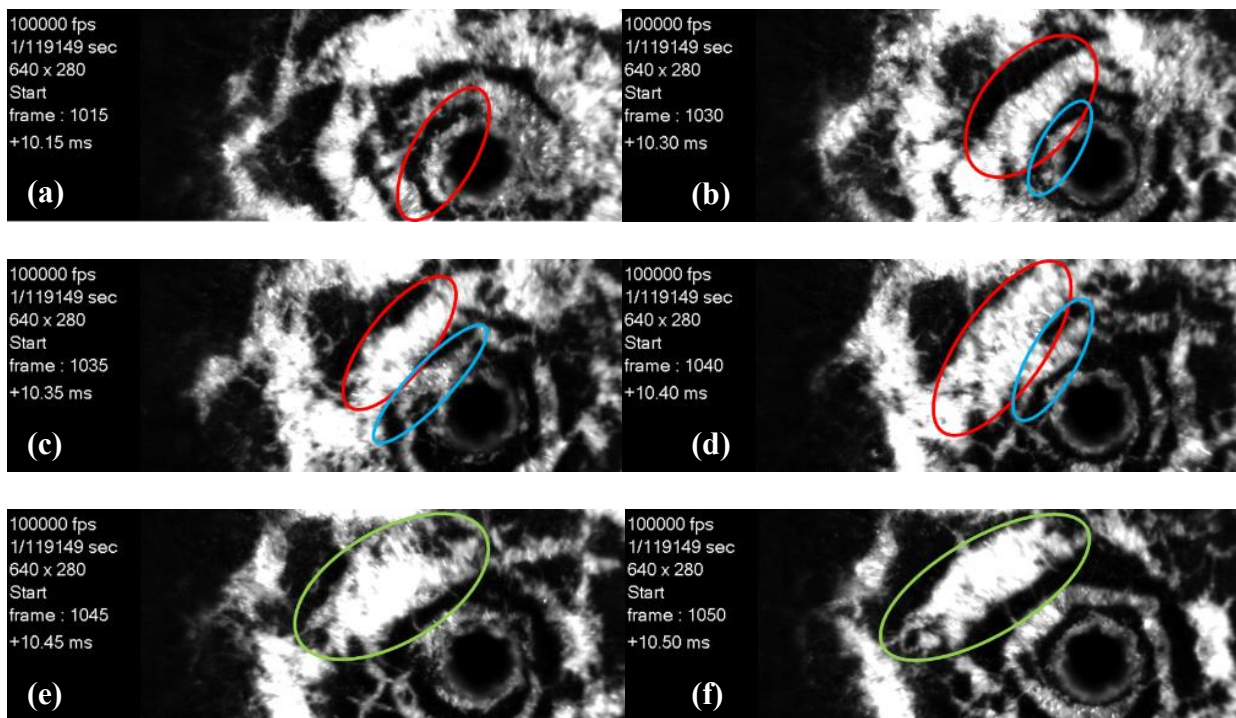 100000 fps
1/119149 sec
640 x 280
Start
frame : 1015
+10.15 ms
(a)
100000 fps
1/119149 sec
640 x 280
Start
frame : 1030
+10.30 ms
(b)
100000 fps
1/119149 sec
640 x 280
Start
frame : 1035
+10.35 ms
(c)
100000 fps
1/119149 sec
640 x 280
Start
frame : 1040
+10.40 ms
(d)
100000 fps
1/119149 sec
640 x 280
Start
frame : 1045
+10.45 ms
(e)
100000 fps
1/119149 sec
640 x 280
Start
frame : 1050
+10.50 ms
(f)